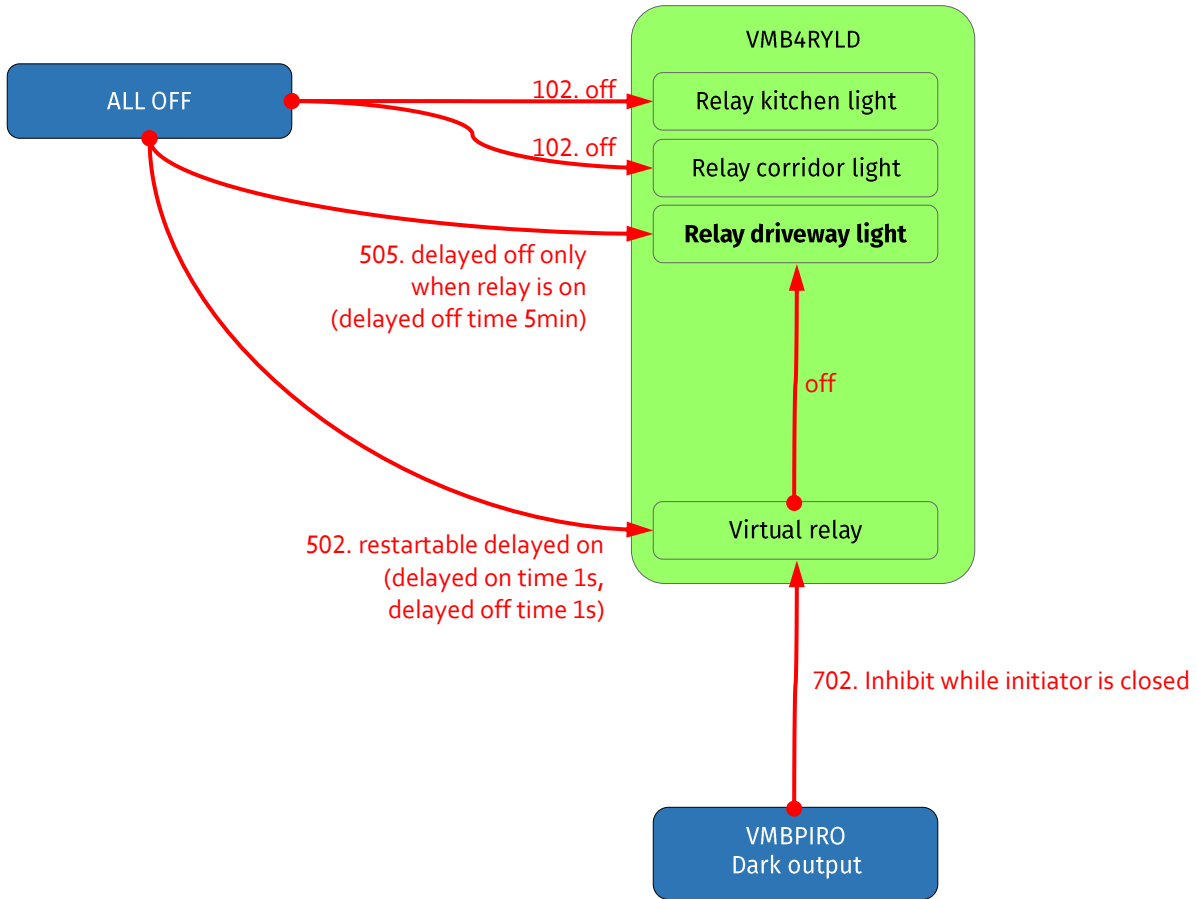 VMB4RYLD
ALL OFF
102. off
Relay kitchen light
102. off
Relay corridor light
Relay driveway light
505. delayed off only
when relay is on
(delayed off time 5min)
off
Virtual relay
502. restartable delayed on
(delayed on time 1s,
delayed off time 1s)
702. Inhibit while initiator is closed
VMBPIRO
Dark output